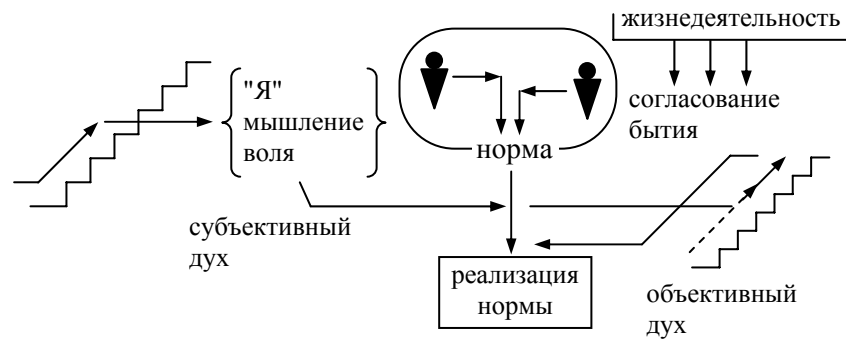 жизнедеятельность
"Я"
мышление
воля
согласование
бытия
норма
субъективный
дух
реализация
нормы
объективный
дух